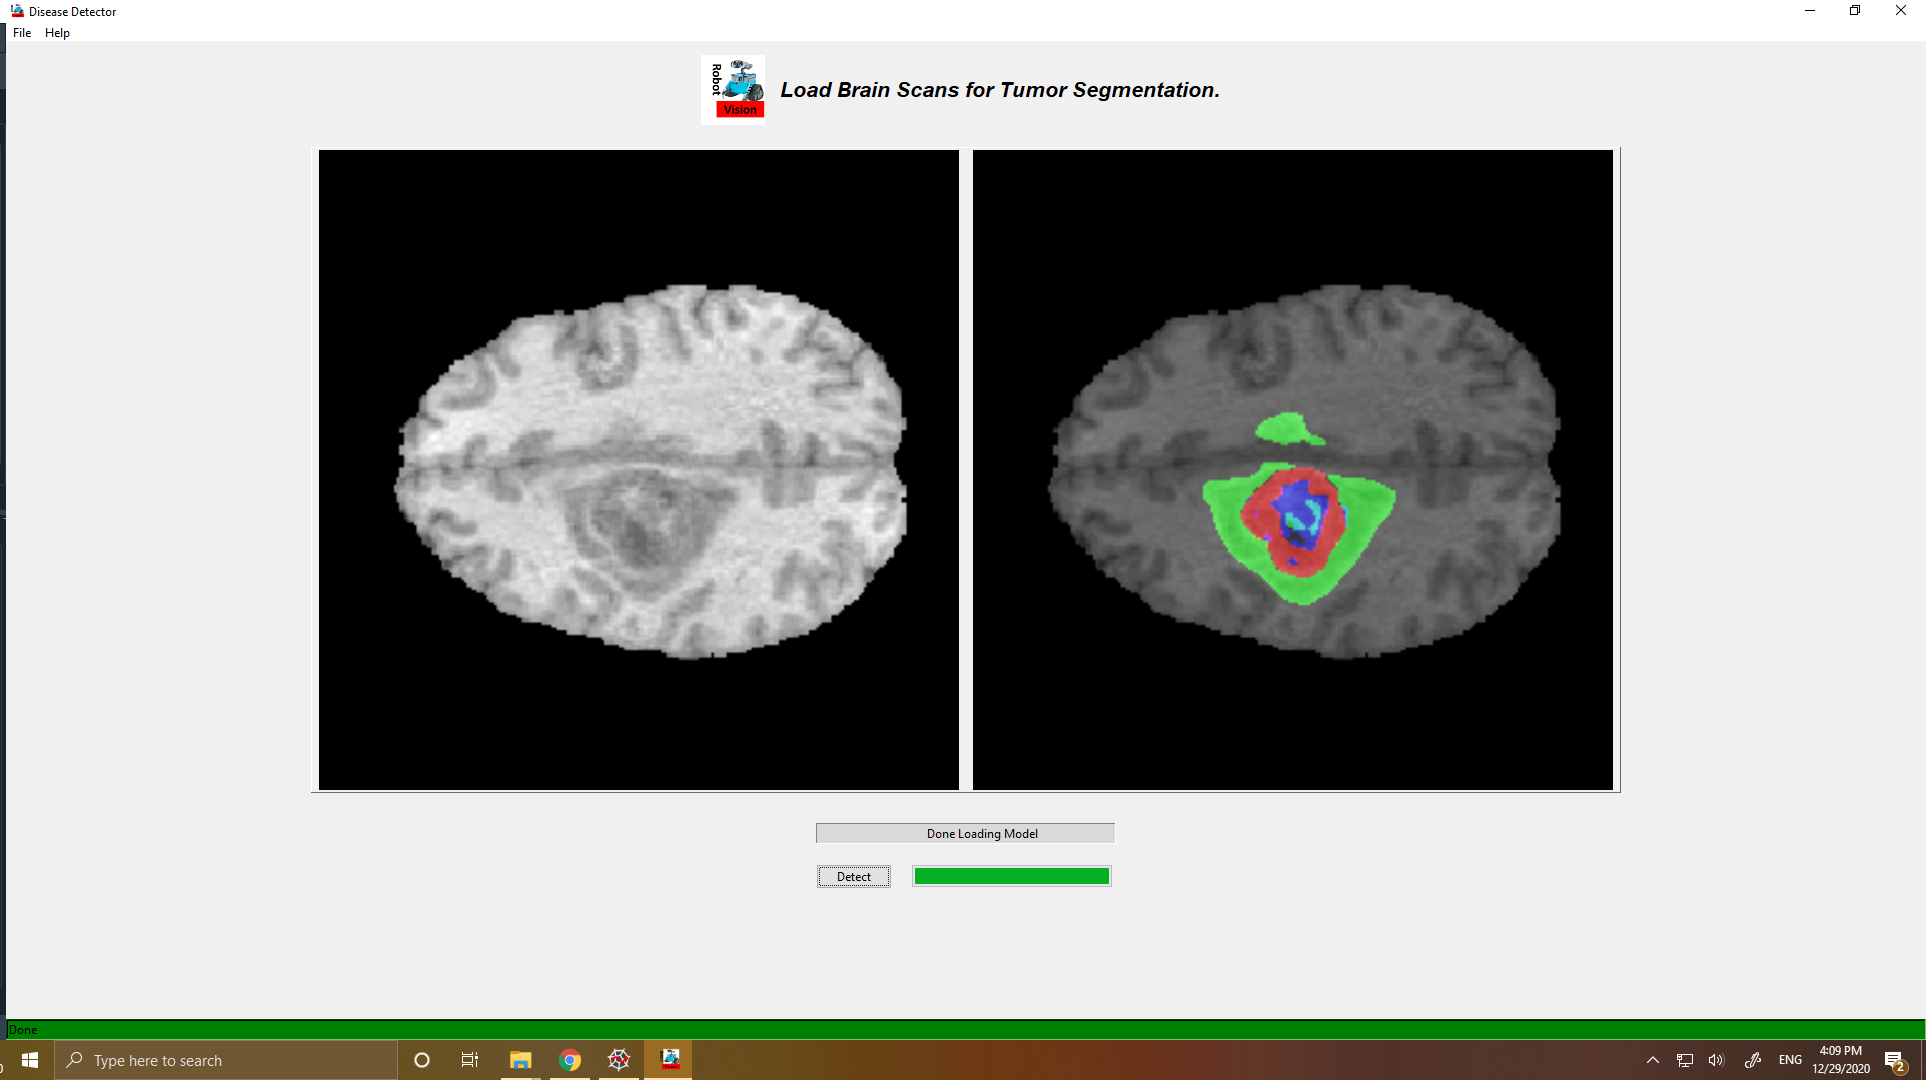 Disease Detector
File Help
Robot
Vision
Load Brain Scans for Tumor Segmentation.
Done Loading Model
Detect
Done
Type here to search
ENG
4:09 PM
12/29/2020
2